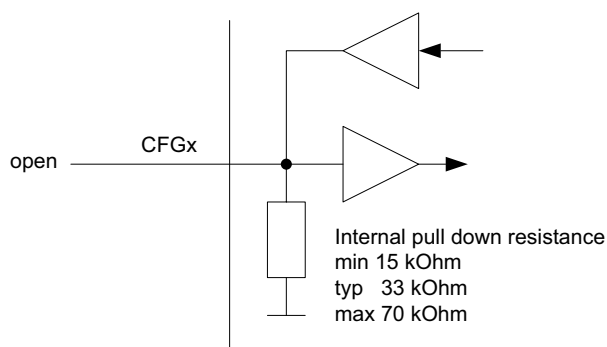 CFGx
open
Internal pull down resistance
min 15 kOhm
typ 33 kOhm
max 70 kOhm